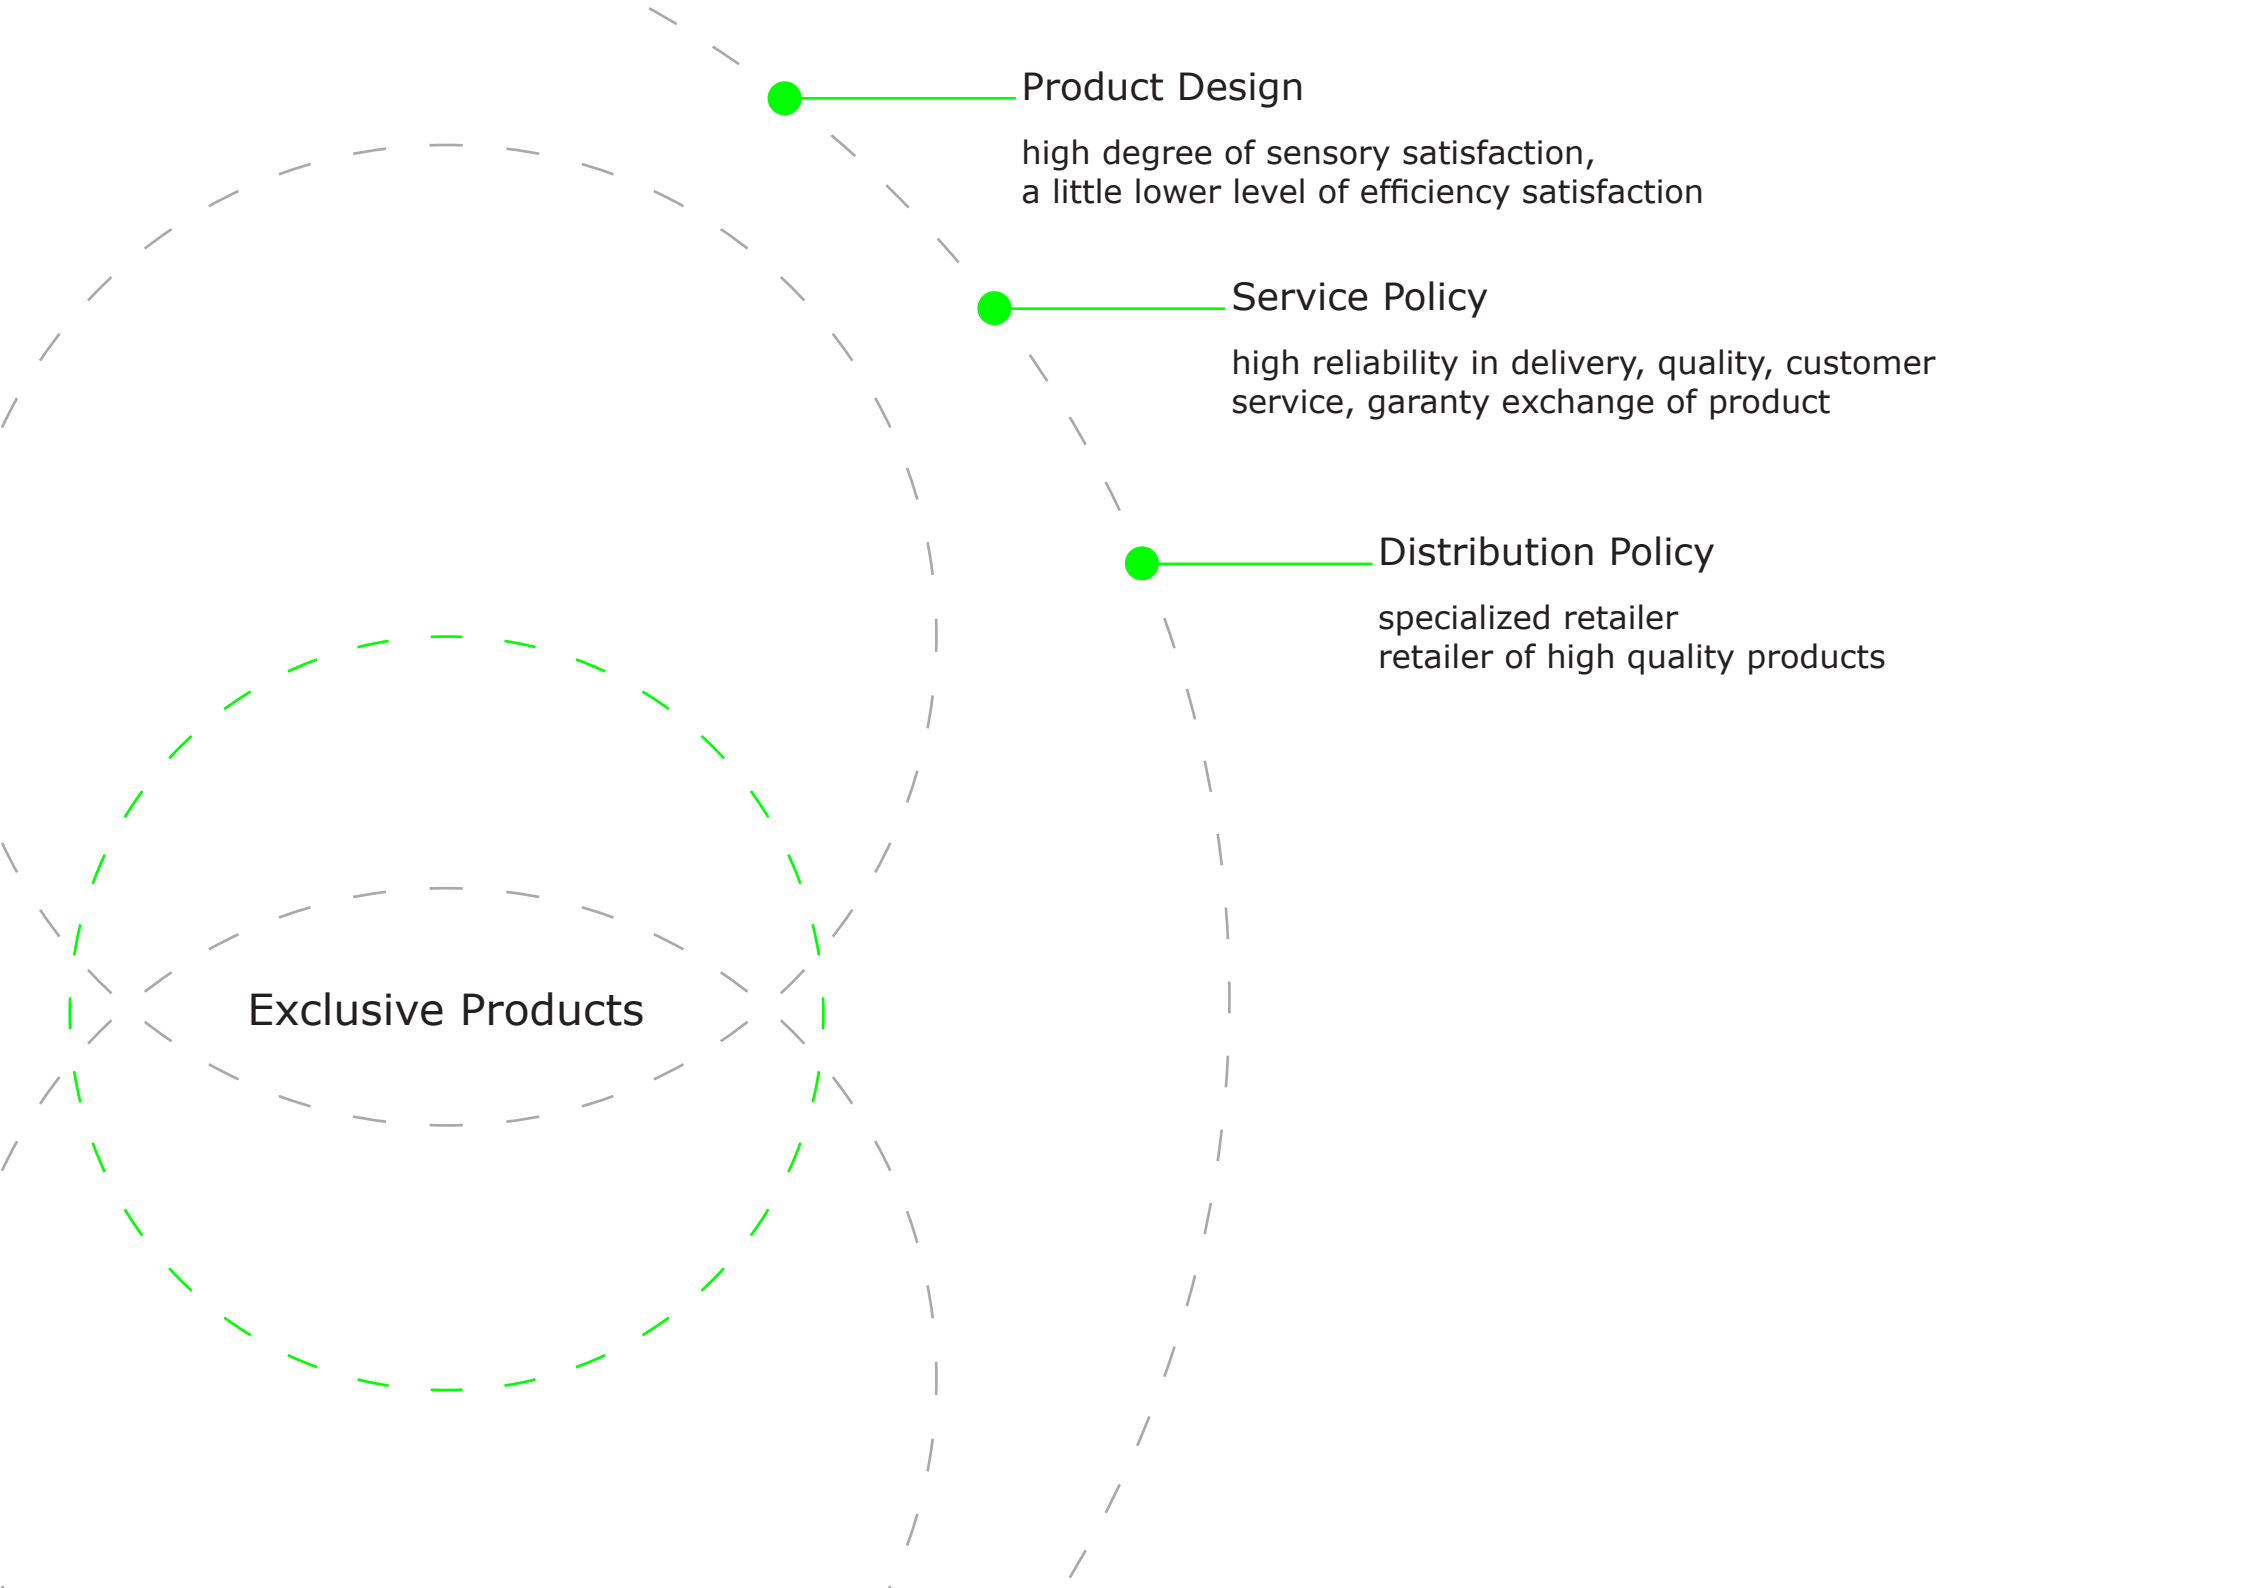 Product Design
high degree of sensory satisfaction,
a little lower level of efficiency satisfaction
Service Policy
high reliability in delivery, quality, customer
service, garanty exchange of product
Distribution Policy
specialized retailer
retailer of high quality products
Exclusive Products